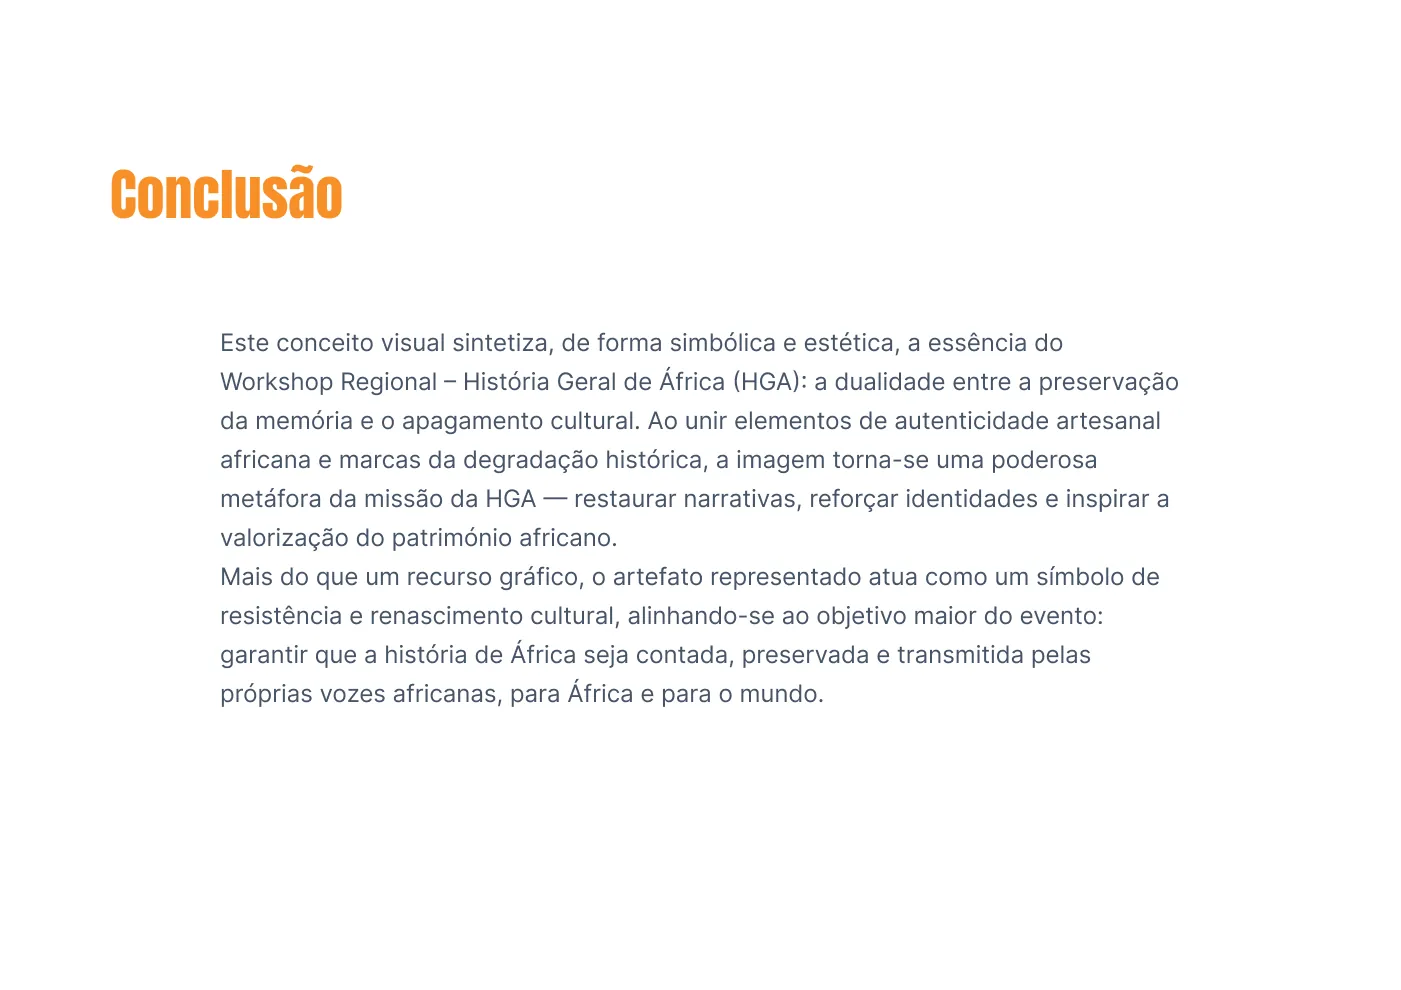 Conclusão
Este conceito visual sintetiza, de forma simbólica e estética, a essência do
Workshop Regional – História Geral de África (HGA): a dualidade entre a preservação
da memória e o apagamento cultural. Ao unir elementos de autenticidade artesanal
africana e marcas da degradação histórica, a imagem torna-se uma poderosa
metáfora da missão da HGA — restaurar narrativas, reforçar identidades e inspirar a
valorização do património africano.
Mais do que um recurso gráfico, o artefato representado atua como um símbolo de
resistência e renascimento cultural, alinhando-se ao objetivo maior do evento:
garantir que a história de África seja contada, preservada e transmitida pelas
próprias vozes africanas, para África e para o mundo.